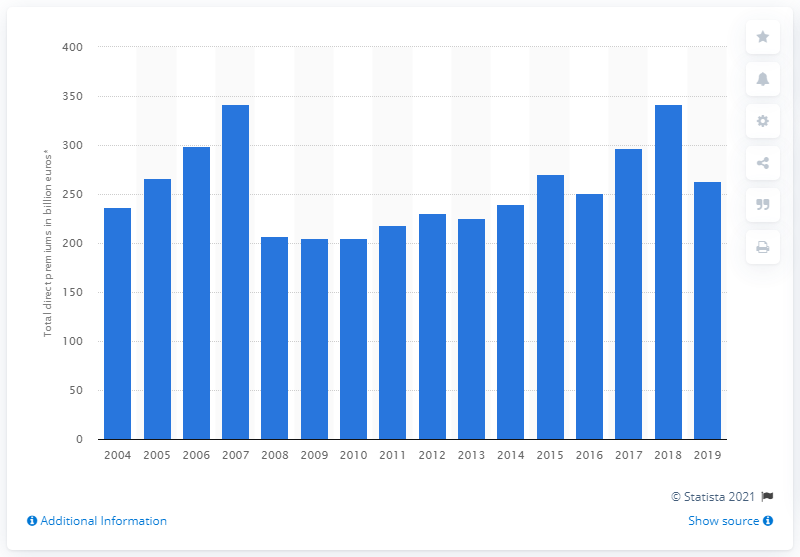 400
350
300
250
200
150
100
50
0
Total direct premiums in billion euros*
2004 2005 2006 2007 2008 2009 2010 2011 2012 2013 2014 2015 2016 2017 2018 2019
© Statista 2021
Additional Information
Show source